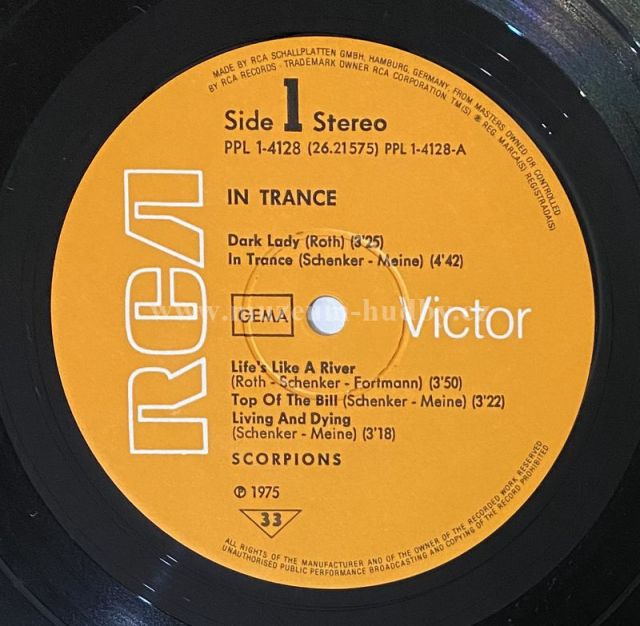 MADE BY RCA SCHALLPLATTEN GMBH, HAMBURG, GERMANY, FROM MASTERS OWNED OR CONTROLLED
BY RCA RECORDS · TRADEMARK OWNER RCA CORPORATION TM(S) ® REG. MARCA(S) REGISTRADA(S)
Side 1 Stereo
PPL 1-4128 (26.21575) PPL 1-4128-A
IN TRANCE
Dark Lady (Roth) (3'25)
In Trance (Schenker - Meine) (4'42)
RCA
GEMA
Victor
Life's Like A River
(Roth - Schenker - Fortmann) (3'50)
Top Of The Bill (Schenker - Meine) (3'22)
Living And Dying
(Schenker - Meine) (3'18)
SCORPIONS
℗ 1975
33
ALL RIGHTS OF THE MANUFACTURER AND OF THE OWNER OF THE RECORDED WORK RESERVED
UNAUTHORISED PUBLIC PERFORMANCE BROADCASTING AND COPYING OF THE RECORD PROHIBITED